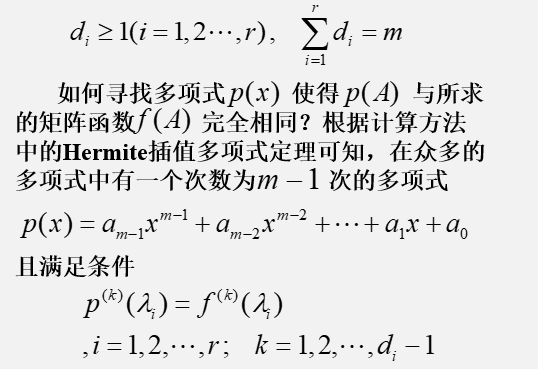 d_i ≥ 1(i = 1,2⋯,r), ∑_{i=1}^{r} d_i = m
如何寻找多项式p(x) 使得 p(A) 与所求
的矩阵函数f(A) 完全相同？根据计算方法
中的Hermite插值多项式定理可知，在众多的
多项式中有一个次数为m−1 次的多项式
p(x) = a_{m−1}x^{m−1} + a_{m−2}x^{m−2} + ⋯ + a_1x + a_0
且满足条件
p^{(k)}(λ_i) = f^{(k)}(λ_i)
,i = 1,2,⋯,r; k = 1,2,⋯,d_i − 1